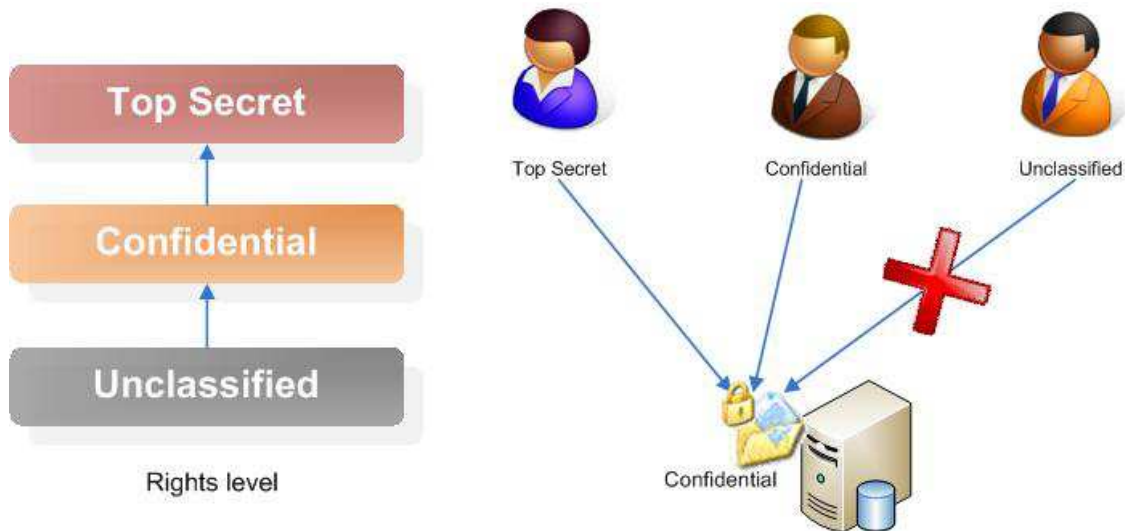 Top Secret
Confidential
Unclassified
Rights level
Top Secret
Confidential
Unclassified
Confidential